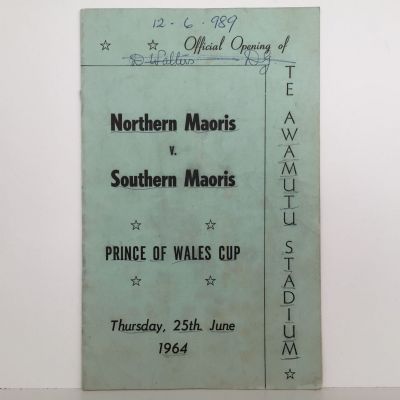 12 - 6 . 989
Official Opening of
D Walters
TE AWAMUTU STADIUM
Northern Maoris
v.
Southern Maoris
PRINCE OF WALES CUP
Thursday, 25th June
1964